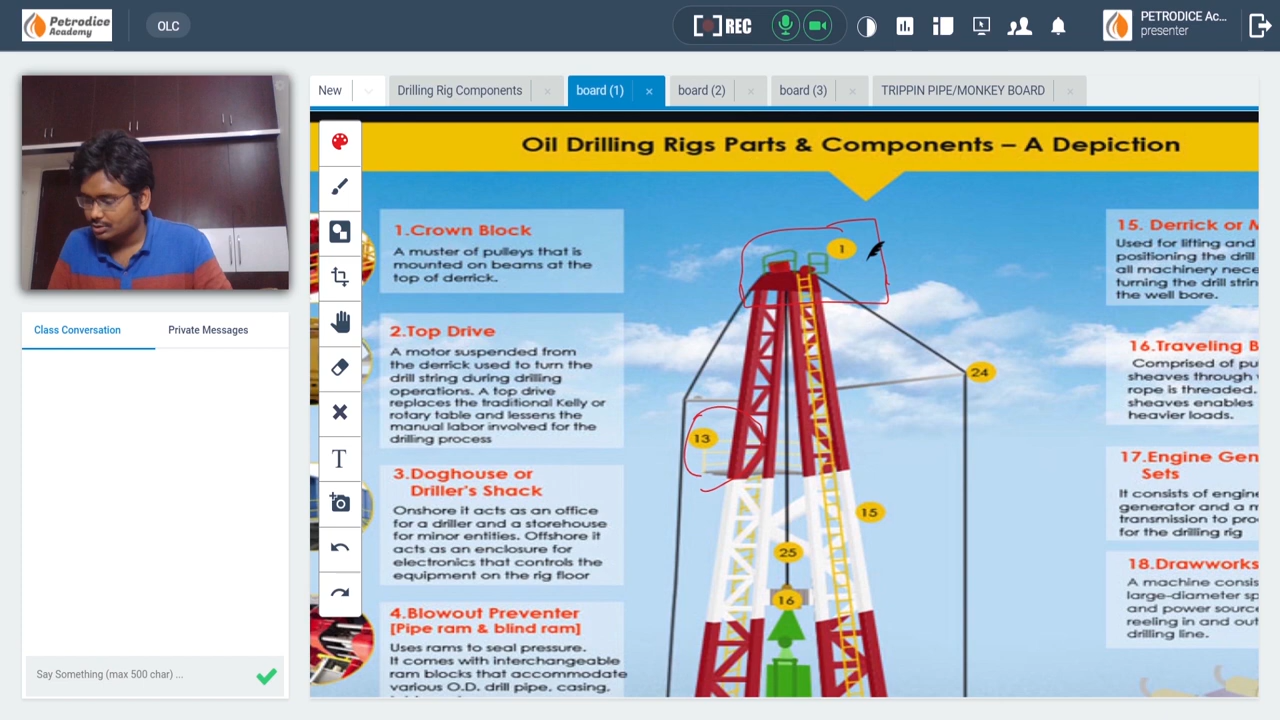 Petrodice
Academy
OLC
REC
PETRODICE Ac...
presenter
New
Drilling Rig Components
board (1)
board (2)
board (3)
TRIPPIN PIPE/MONKEY BOARD
Class Conversation
Private Messages
Say Something (max 500 char) ...
T
Oil Drilling Rigs Parts & Components – A Depiction
1.Crown Block
A muster of pulleys that is
mounted on beams at the
top of derrick.
2.Top Drive
A motor suspended from
the derrick used to turn the
drill string during drilling
operations. A top drive
replaces the traditional Kelly or
rotary table and lessens the
manual labor involved for the
drilling process
3.Doghouse or
Driller's Shack
Onshore it acts as an office
for a driller and a storehouse
for minor entities. Offshore it
acts as an enclosure for
electronics that controls the
equipment on the rig floor
4.Blowout Preventer
[Pipe ram & blind ram]
Uses rams to seal pressure.
It comes with interchangeable
ram blocks that accommodate
various O.D. drill pipe, casing,
1
24
13
15
25
16
15. Derrick or M
Used for lifting and
positioning the drill
all machinery nece
turning the drill strin
the well bore.
16.Traveling B
Comprised of pu
sheaves through
rope is threaded.
sheaves enables
heavier loads.
17.Engine Gen
Sets
It consists of engine
generator and a m
transmission to pro
for the drilling rig
18.Drawworks
A machine consis
large-diameter sp
and power source
reeling in and out
drilling line.